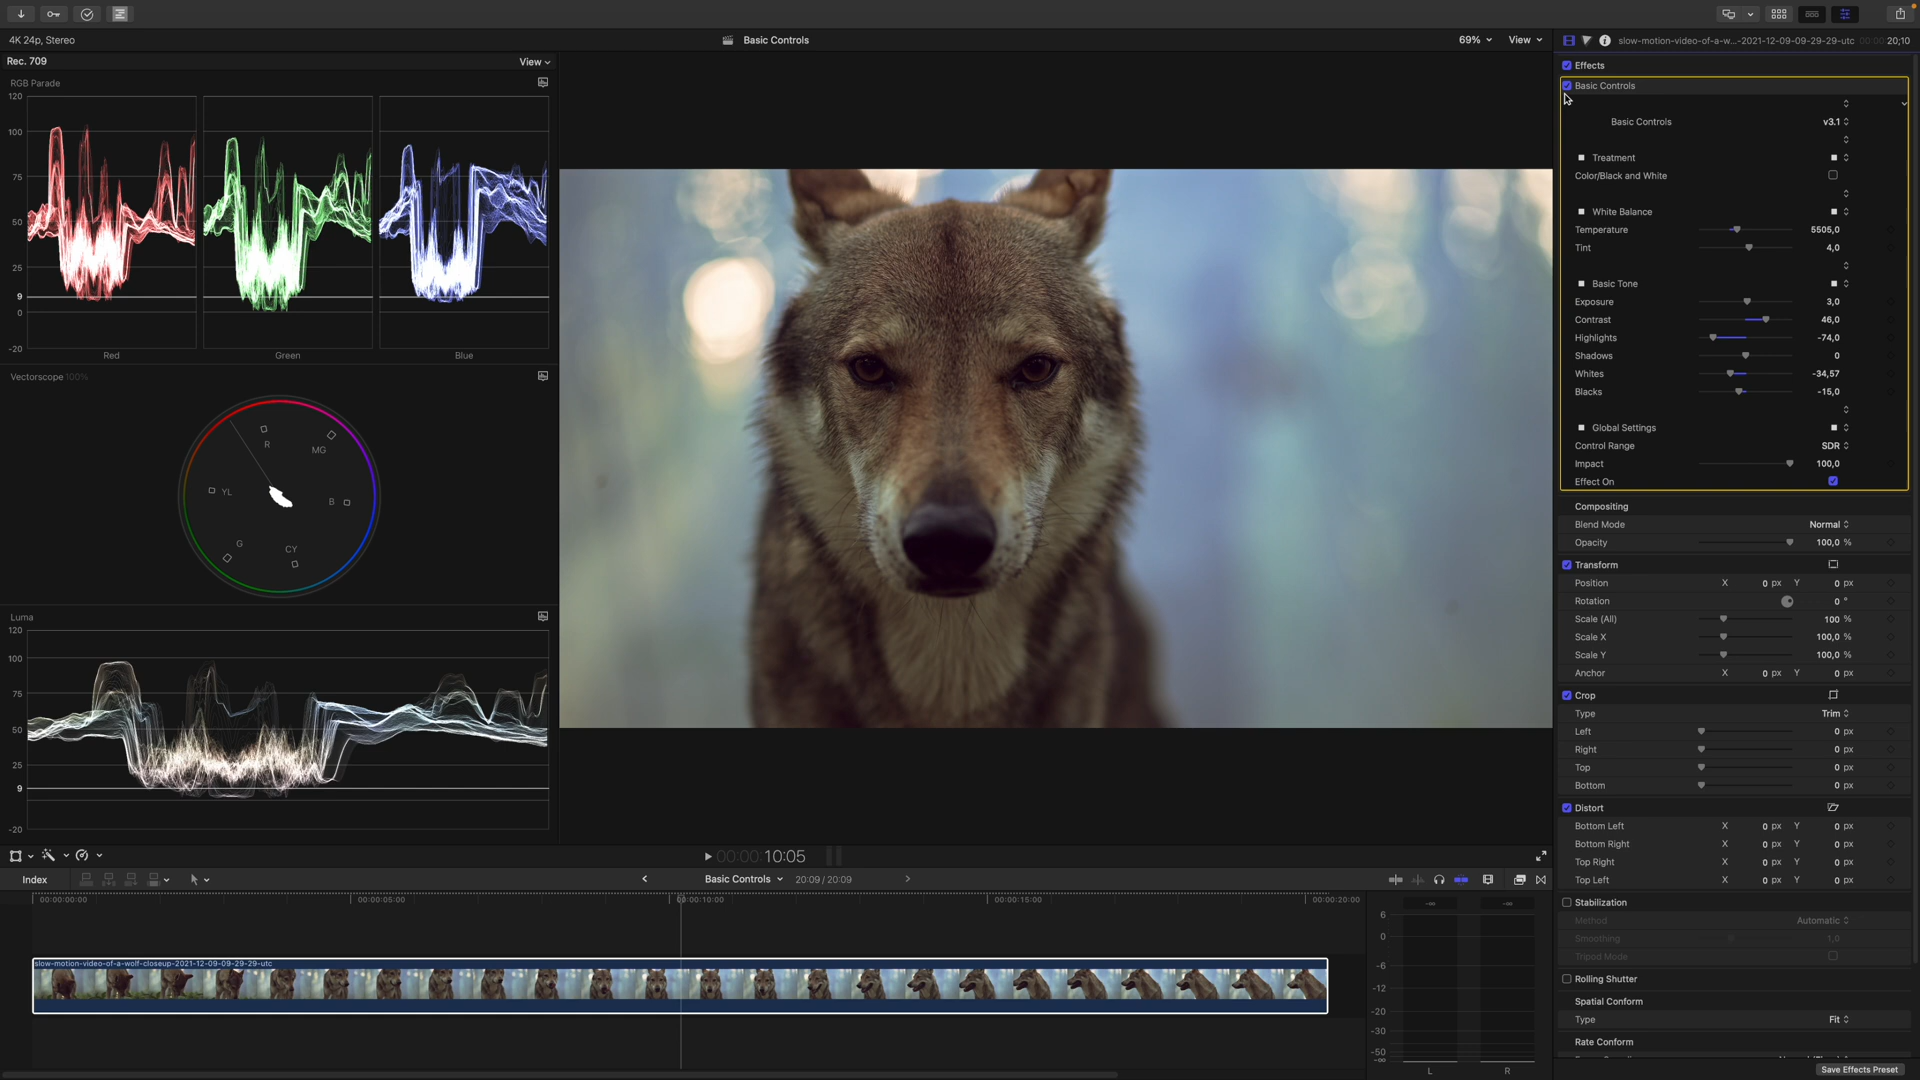 4K 24p, Stereo
Basic Controls
69%
View
slow-motion-video-of-a-w...-2021-12-09-09-29-29-utc
00:00:20;10
Rec. 709
View
RGB Parade
120
100
75
50
25
9
0
-20
Red
Green
Blue
Vectorscope 100%
R
MG
YL
B
G
CY
Luma
120
100
75
50
25
9
-20
Effects
Basic Controls
Basic Controls v3.1
Treatment
Color/Black and White
White Balance
Temperature 5505,0
Tint 4,0
Basic Tone
Exposure 3,0
Contrast 46,0
Highlights -74,0
Shadows 0
Whites -34,57
Blacks -15,0
Global Settings
Control Range SDR
Impact 100,0
Effect On
Compositing
Blend Mode Normal
Opacity 100,0 %
Transform
Position X 0 px Y 0 px
Rotation 0 °
Scale (All) 100 %
Scale X 100,0 %
Scale Y 100,0 %
Anchor X 0 px Y 0 px
Crop
Type Trim
Left 0 px
Right 0 px
Top 0 px
Bottom 0 px
Distort
Bottom Left X 0 px Y 0 px
Bottom Right X 0 px Y 0 px
Top Right X 0 px Y 0 px
Top Left X 0 px Y 0 px
Stabilization
Method Automatic
Smoothing 1,0
Tripod Mode
Rolling Shutter
Spatial Conform
Type Fit
Rate Conform
Save Effects Preset
00:00:10:05
Index
Basic Controls
20:09 / 20:09
00:00:00:00
00:00:05:00
00:00:10:00
00:00:15:00
00:00:20:00
slow-motion-video-of-a-wolf-closeup-2021-12-09-09-29-29-utc
-∞
-∞
6
0
-6
-12
-20
-30
-50
-∞
L
R